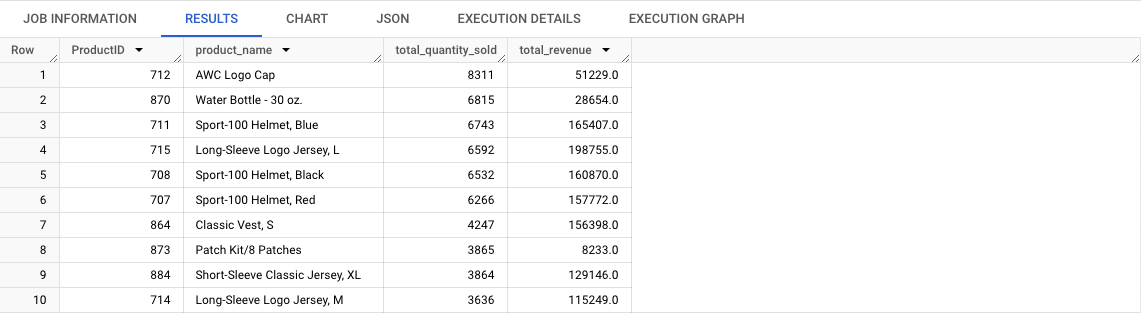 JOB INFORMATION RESULTS CHART JSON EXECUTION DETAILS EXECUTION GRAPH
Row ProductID product_name total_quantity_sold total_revenue
1 712 AWC Logo Cap 8311 51229.0
2 870 Water Bottle - 30 oz. 6815 28654.0
3 711 Sport-100 Helmet, Blue 6743 165407.0
4 715 Long-Sleeve Logo Jersey, L 6592 198755.0
5 708 Sport-100 Helmet, Black 6532 160870.0
6 707 Sport-100 Helmet, Red 6266 157772.0
7 864 Classic Vest, S 4247 156398.0
8 873 Patch Kit/8 Patches 3865 8233.0
9 884 Short-Sleeve Classic Jersey, XL 3864 129146.0
10 714 Long-Sleeve Logo Jersey, M 3636 115249.0